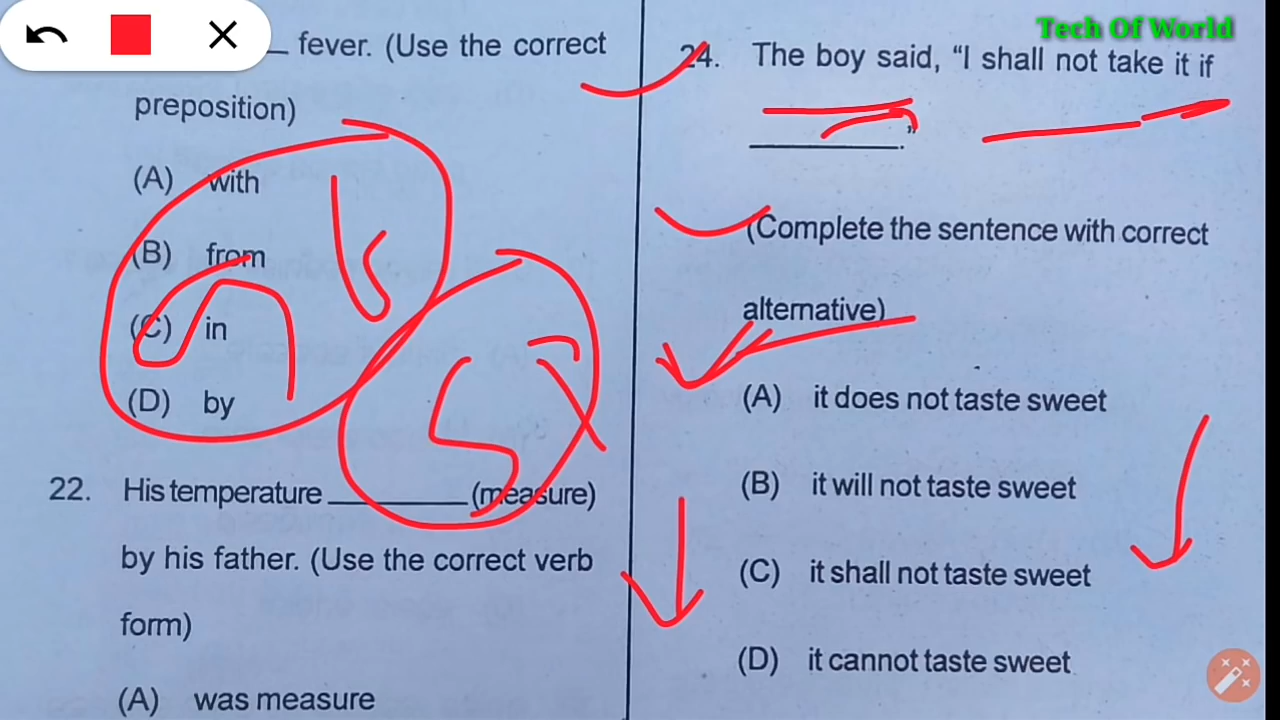 Tech Of World
fever. (Use the correct
preposition)
(A) with
(B) from
(C) in
(D) by
22. His temperature __________ (measure)
by his father. (Use the correct verb
form)
(A) was measure
24. The boy said, “I shall not take it if
__________.”
(Complete the sentence with correct
alternative)
(A) it does not taste sweet
(B) it will not taste sweet
(C) it shall not taste sweet
(D) it cannot taste sweet